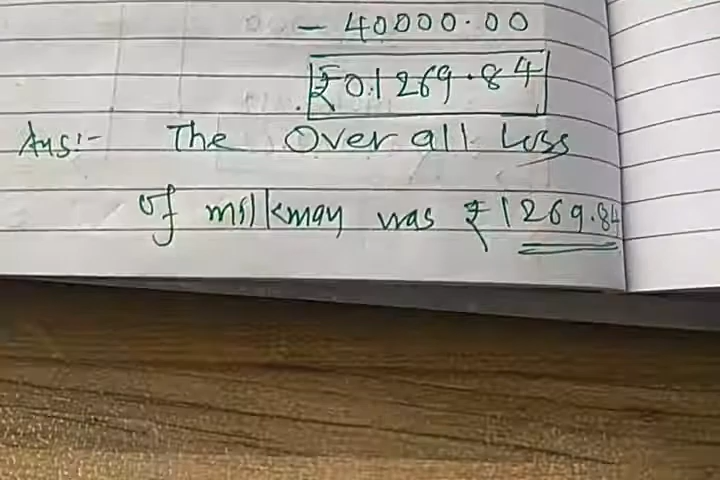 - 40000.00
₹01269.84
Ans:- The Over all Loss
of milkman was ₹1269.84